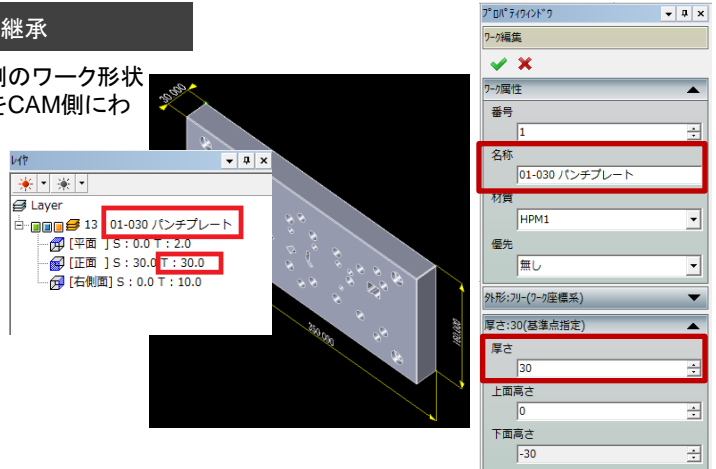 継承
側のワーク形状
をCAM側にわ
ﾚｲﾔ
Layer
13 01-030 パンチプレート
[平面 ] S : 0.0 T : 2.0
[正面 ] S : 30.0 T : 30.0
[右側面] S : 0.0 T : 10.0
30.000
350.000
ﾌﾟﾛﾊﾟﾃｨｳｨﾝﾄﾞｳ
ﾜｰｸ編集
ﾜｰｸ属性
番号
1
名称
01-030 パンチプレート
材質
HPM1
優先
無し
外形:ﾌﾘｰ(ﾜｰｸ座標系)
厚さ:30(基準点指定)
厚さ
30
上面高さ
0
下面高さ
-30